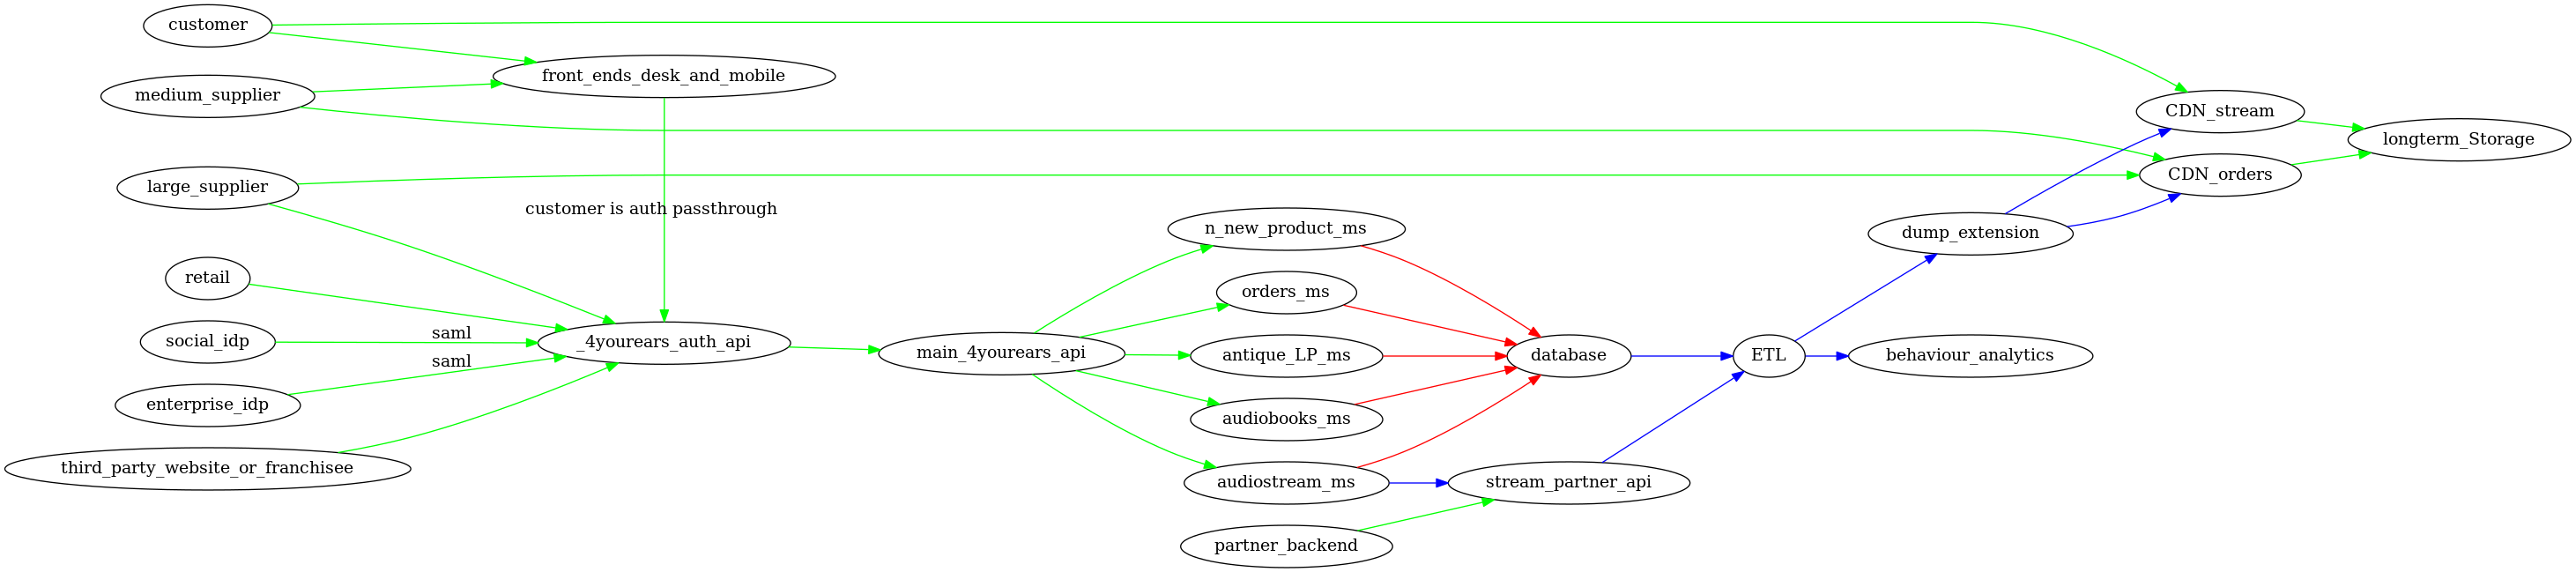 customer
front_ends_desk_and_mobile
medium_supplier
CDN_stream
longterm_Storage
large_supplier
CDN_orders
customer is auth passthrough
n_new_product_ms
dump_extension
retail
orders_ms
social_idp
saml
_4yourears_auth_api
main_4yourears_api
antique_LP_ms
database
ETL
behaviour_analytics
saml
enterprise_idp
audiobooks_ms
third_party_website_or_franchisee
audiostream_ms
stream_partner_api
partner_backend